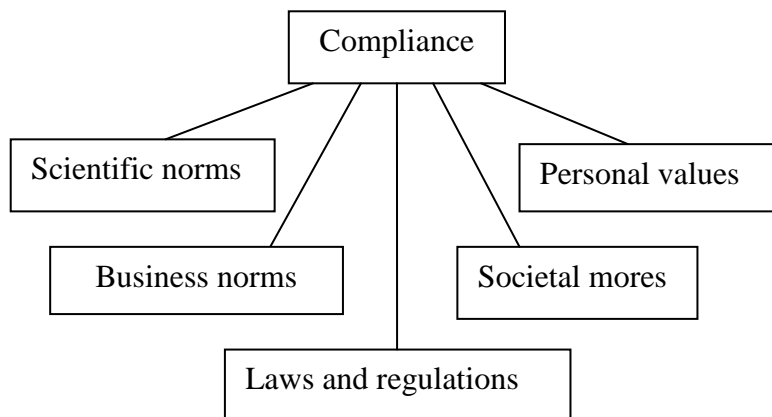 Compliance
Scientific norms
Personal values
Business norms
Societal mores
Laws and regulations